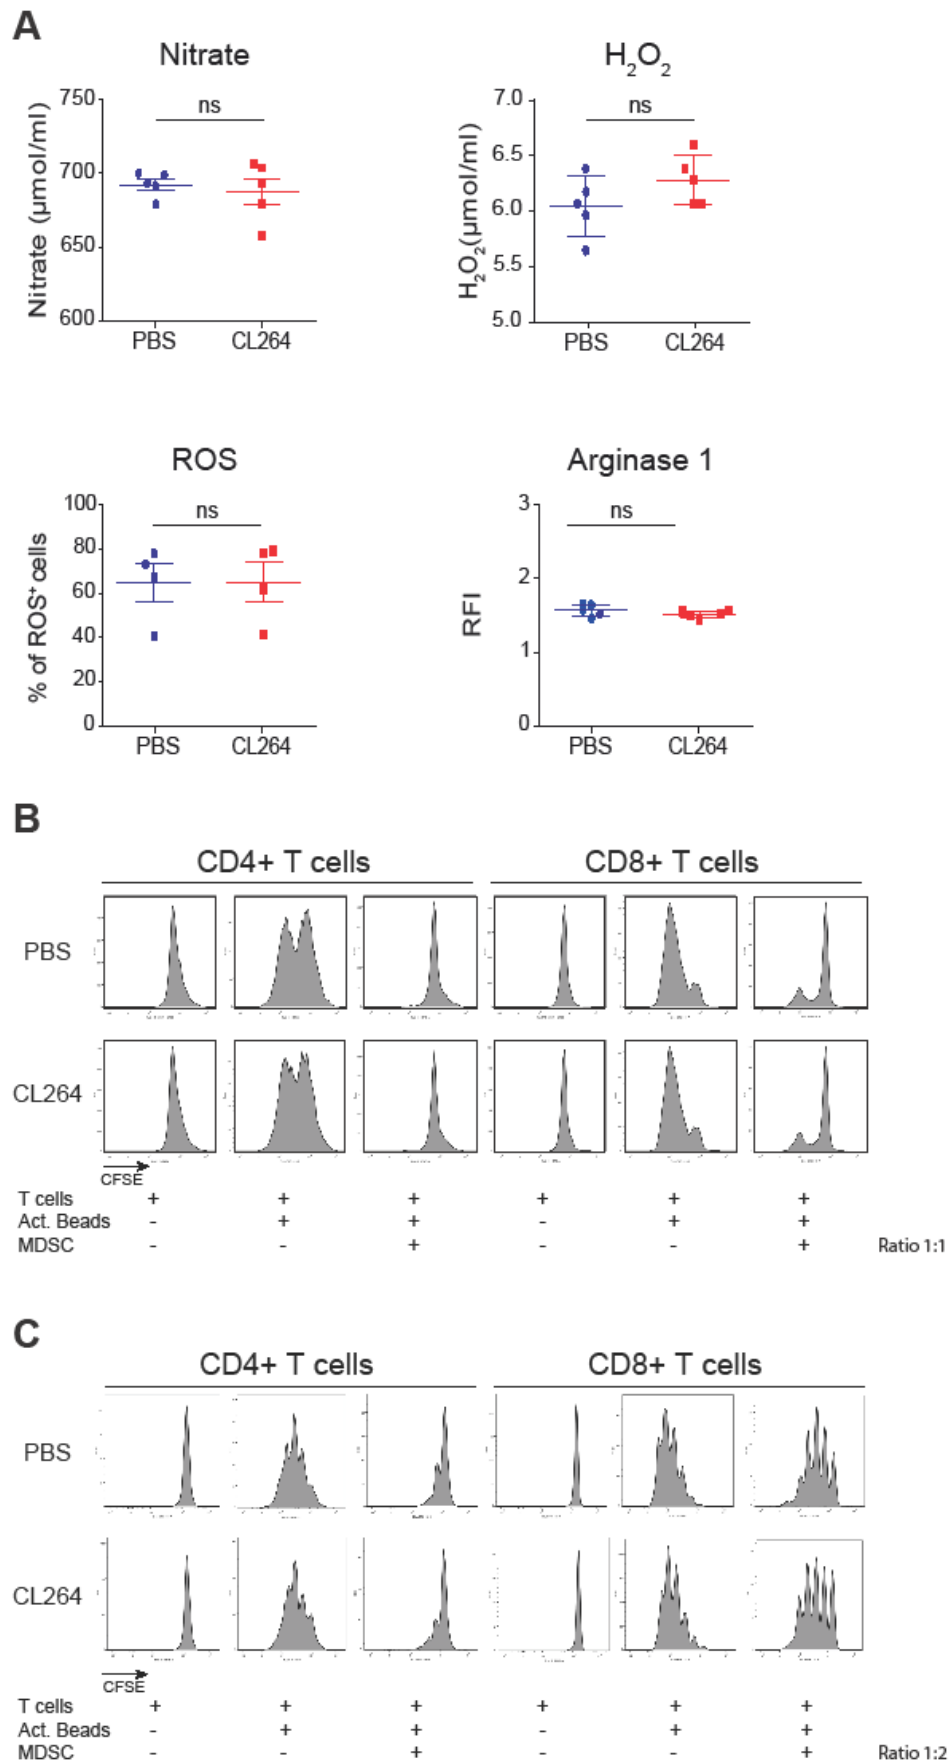 A
Nitrate
H2O2
750
700
650
600
Nitrate (µmol/ml)
ns
PBS
CL264
7.0
6.5
6.0
5.5
5.0
H2O2(µmol/ml)
ns
PBS
CL264
ROS
Arginase 1
100
80
60
40
20
0
% of ROS+ cells
ns
PBS
CL264
3
2
1
0
RFI
ns
PBS
CL264
B
CD4+ T cells
CD8+ T cells
PBS
CL264
CFSE
T cells + + + + + +
Act. Beads - + + - + +
MDSC - - + - - + Ratio 1:1
C
CD4+ T cells
CD8+ T cells
PBS
CL264
CFSE
T cells + + + + + +
Act. Beads - + + - + +
MDSC - - + - - + Ratio 1:2